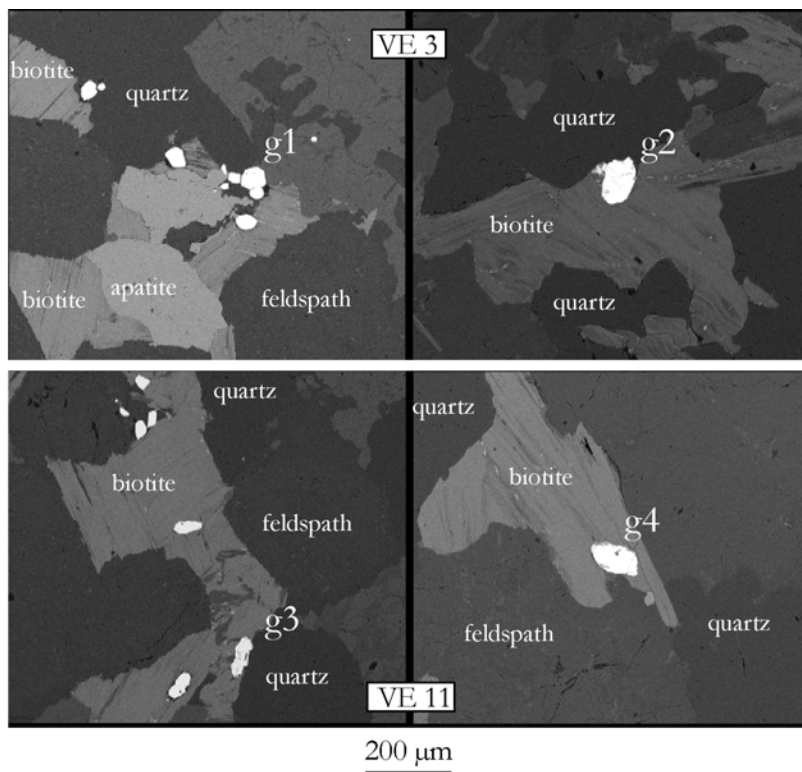 VE 3
biotite
quartz
g1
apatite
biotite
feldspath
quartz
g2
biotite
quartz
quartz
biotite
feldspath
g3
quartz
VE 11
quartz
biotite
g4
feldspath
quartz
200 μm